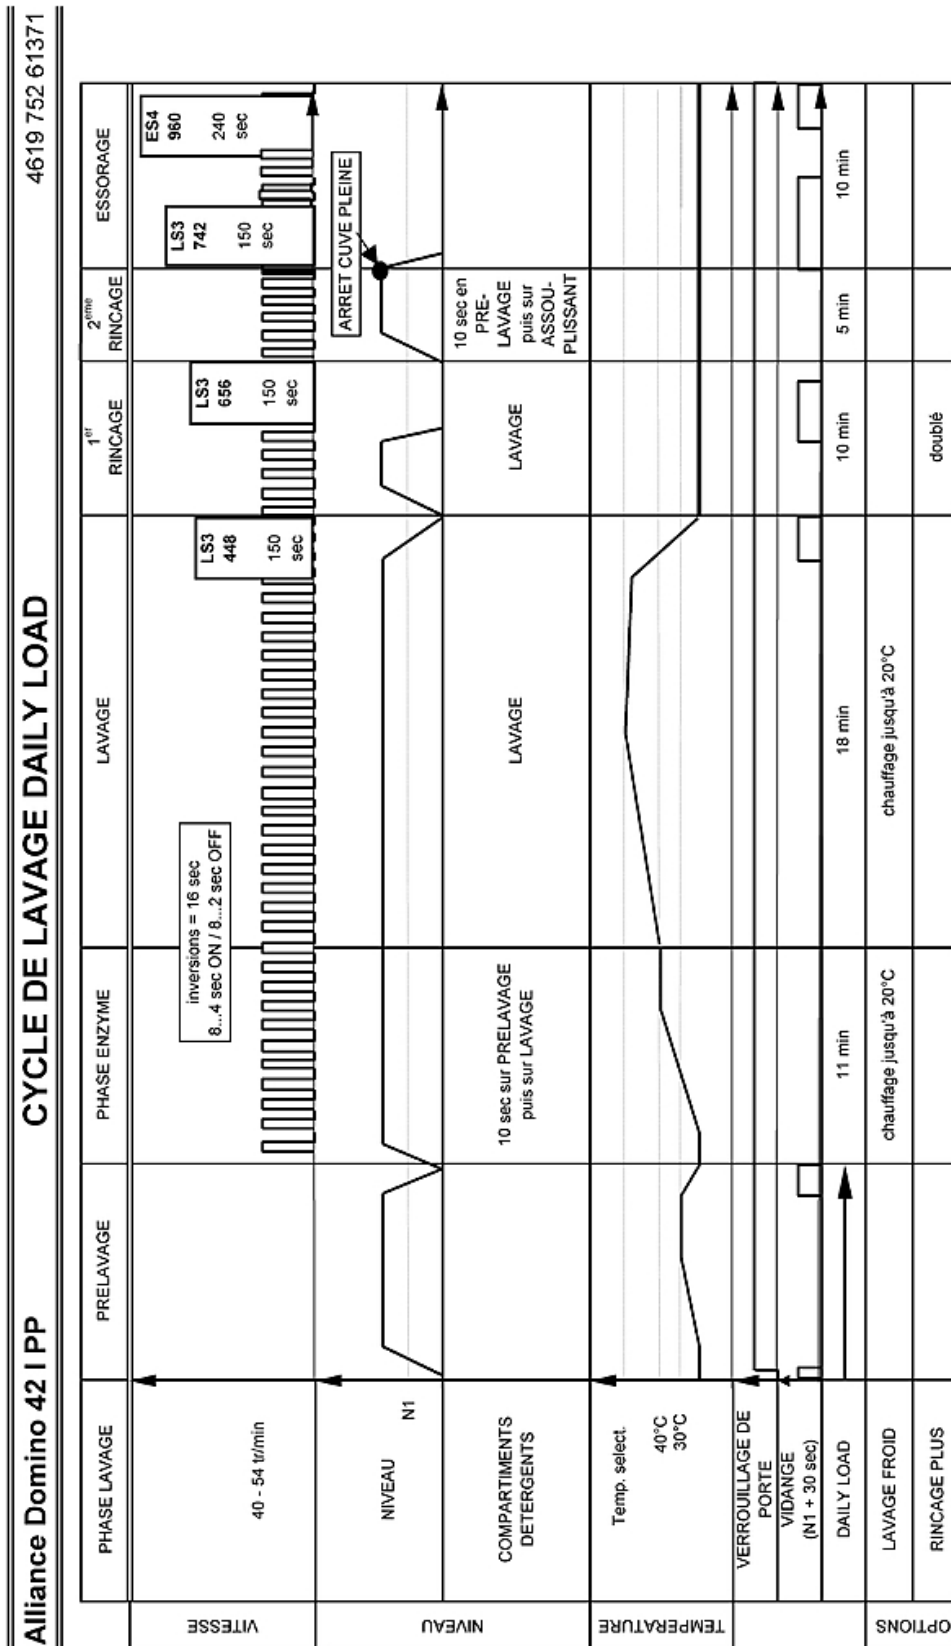 Alliance Domino 42 I PP
CYCLE DE LAVAGE DAILY LOAD
4619 752 61371
PHASE LAVAGE
PRELAVAGE
PHASE ENZYME
LAVAGE
1er
RINCAGE
2eme
RINCAGE
ESSORAGE
VITESSE
40 - 54 tr/min
inversions = 16 sec
8...4 sec ON / 8...2 sec OFF
LS3
448
150
sec
LS3
656
150
sec
LS3
742
150
sec
ES4
960
240
sec
NIVEAU
NIVEAU
N1
ARRET CUVE PLEINE
COMPARTIMENTS
DETERGENTS
10 sec sur PRELAVAGE
puis sur LAVAGE
LAVAGE
LAVAGE
10 sec en
PRE-
LAVAGE
puis sur
ASSOU-
PLISSANT
TEMPERATURE
Temp. select.
40°C
30°C
VERROUILLAGE DE
PORTE
VIDANGE
(N1 + 30 sec)
DAILY LOAD
11 min
18 min
10 min
5 min
10 min
OPTIONS
LAVAGE FROID
chauffage jusqu'à 20°C
chauffage jusqu'à 20°C
RINCAGE PLUS
doublé